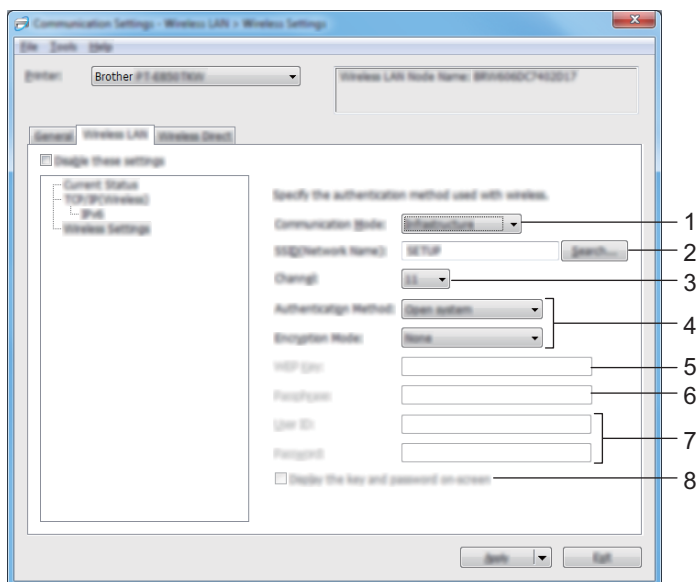 Communication Settings - Wireless LAN > Wireless Settings
File Tools Help
Printer:
Brother PT-E850TKW
Wireless LAN Node Name: BRW606DC7402D17
General
Wireless LAN
Wireless Direct
Disable these settings
Current Status
TCP/IP(Wireless)
IPv6
Wireless Settings
Specify the authentication method used with wireless.
Communication Mode:
Infrastructure
1
SSID(Network Name):
SETUP
Search...
2
Channel:
11
3
Authentication Method:
Open system
4
Encryption Mode:
None
WEP Key:
5
Passphrase:
6
User ID:
7
Password:
Display the key and password on-screen
8
Apply
Exit